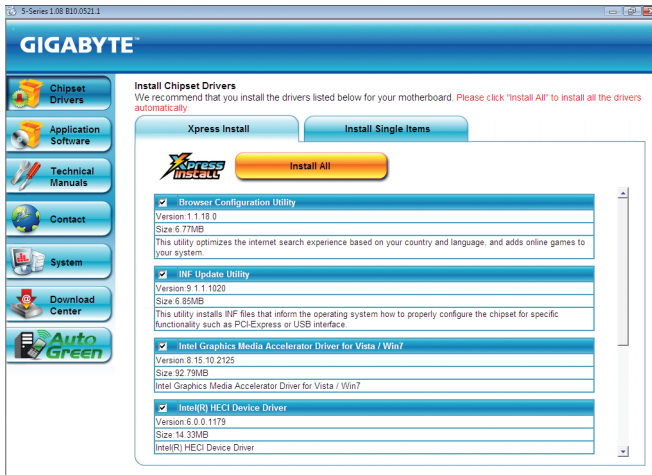 5-Series 1.08 B10.0521.1
GIGABYTE™
Chipset
Drivers
Application
Software
Technical
Manuals
Contact
System
Download
Center
Auto
Green
Install Chipset Drivers
We recommend that you install the drivers listed below for your motherboard. Please click "Install All" to install all the drivers
automatically.
Xpress Install
Install Single Items
Xpress
Install
Install All
Browser Configuration Utility
Version:1.1.18.0
Size:6.77MB
This utility optimizes the internet search experience based on your country and language, and adds online games to
your system.
INF Update Utility
Version:9.1.1.1020
Size:6.85MB
This utility installs INF files that inform the operating system how to properly configure the chipset for specific
functionality such as PCI-Express or USB interface.
Intel Graphics Media Accelerator Driver for Vista / Win7
Version:8.15.10.2125
Size:92.79MB
Intel Graphics Media Accelerator Driver for Vista / Win7
Intel(R) HECI Device Driver
Version:6.0.0.1179
Size:14.33MB
Intel(R) HECI Device Driver